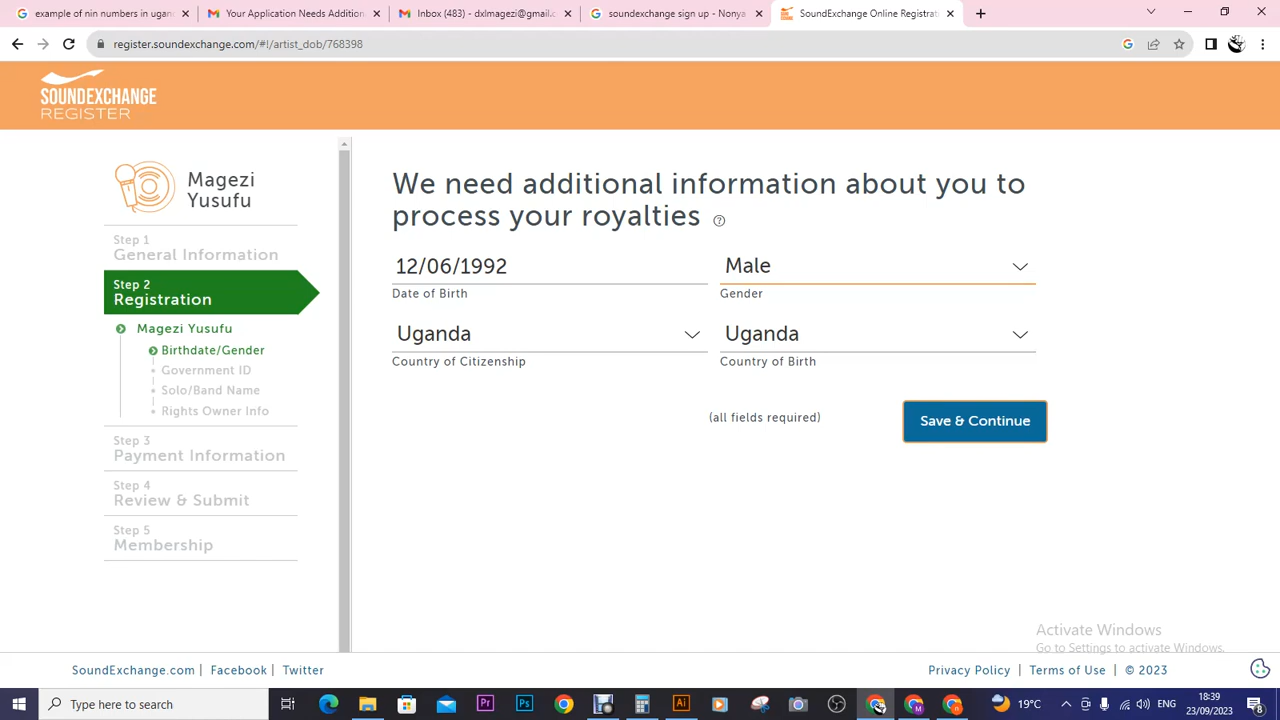 example of nin numbers in ugan
Your Application Needs Addition
Inbox (483) - dxlmagezi@gmail.c
soundexchange sign up - Nonya
SoundExchange Online Registrat
register.soundexchange.com/#!/artist_dob/768398
SOUNDEXCHANGE
REGISTER
Magezi
Yusufu
Step 1
General Information
Step 2
Registration
Magezi Yusufu
Birthdate/Gender
Government ID
Solo/Band Name
Rights Owner Info
Step 3
Payment Information
Step 4
Review & Submit
Step 5
Membership
We need additional information about you to
process your royalties ?
12/06/1992
Date of Birth
Male
Gender
Uganda
Country of Citizenship
Uganda
Country of Birth
(all fields required)
Save & Continue
Activate Windows
Go to Settings to activate Windows.
SoundExchange.com | Facebook | Twitter
Privacy Policy | Terms of Use | © 2023
Type here to search
Pr
Ps
Ai
19°C
18:39
23/09/2023
8